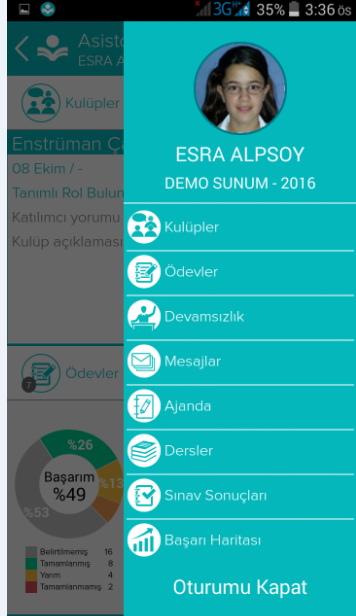 3G
35%
3:36 ös
Asist
ESRA A
Kulüpler
Enstrüman Ça
08 Ekim / -
Tanımlı Rol Bulun
Katılımcı yorumu
Kulüp açıklaması
7
Ödevler
%26
%13
%53
Başarım
%49
Belirtilmemiş 16
Tamamlanmış 8
Yarım 4
Tamamlanmamış 2
ESRA ALPSOY
DEMO SUNUM - 2016
Kulüpler
Ödevler
Devamsızlık
Mesajlar
Ajanda
Dersler
Sınav Sonuçları
Başarı Haritası
Oturumu Kapat